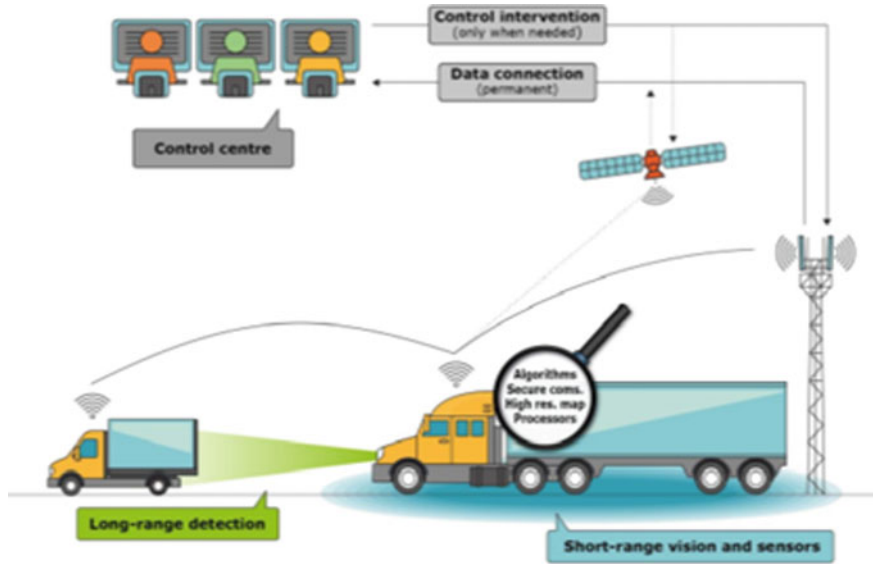 Control intervention
(only when needed)
Data connection
(permanent)
Control centre
Algorithms
Secure coms.
High res. map
Processors
Long-range detection
Short-range vision and sensors